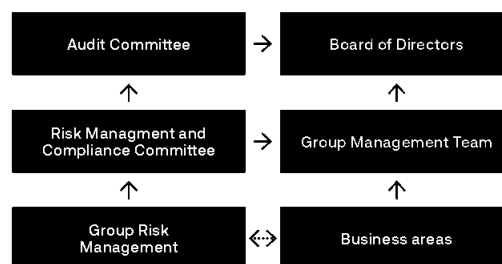 Audit Committee
Board of Directors
Risk Managment and
Compliance Committee
Group Management Team
Group Risk
Management
Business areas